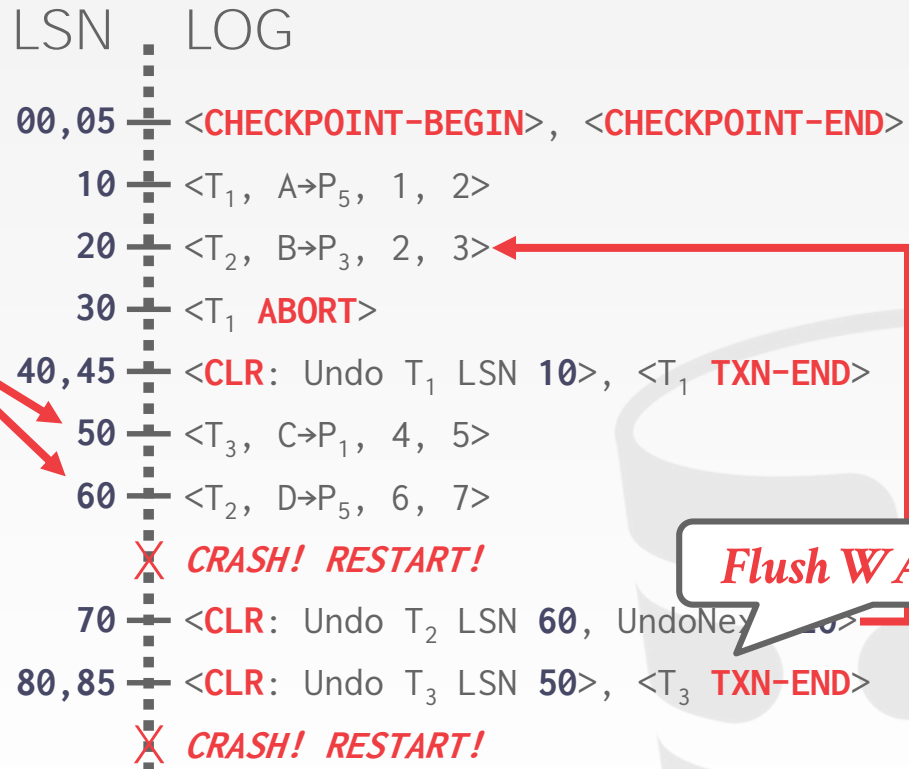 LSN LOG
00,05 <CHECKPOINT-BEGIN>, <CHECKPOINT-END>
10 <T₁, A→P₅, 1, 2>
20 <T₂, B→P₃, 2, 3>
30 <T₁ ABORT>
40,45 <CLR: Undo T₁ LSN 10>, <T₁ TXN-END>
50 <T₃, C→P₁, 4, 5>
60 <T₂, D→P₅, 6, 7>
X CRASH! RESTART!
Flush WA
70 <CLR: Undo T₂ LSN 60, UndoNex >
80,85 <CLR: Undo T₃ LSN 50>, <T₃ TXN-END>
X CRASH! RESTART!